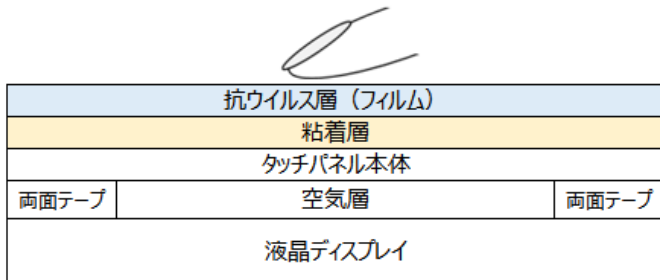 抗ウイルス層（フィルム）
粘着層
タッチパネル本体
両面テープ 空気層 両面テープ
液晶ディスプレイ